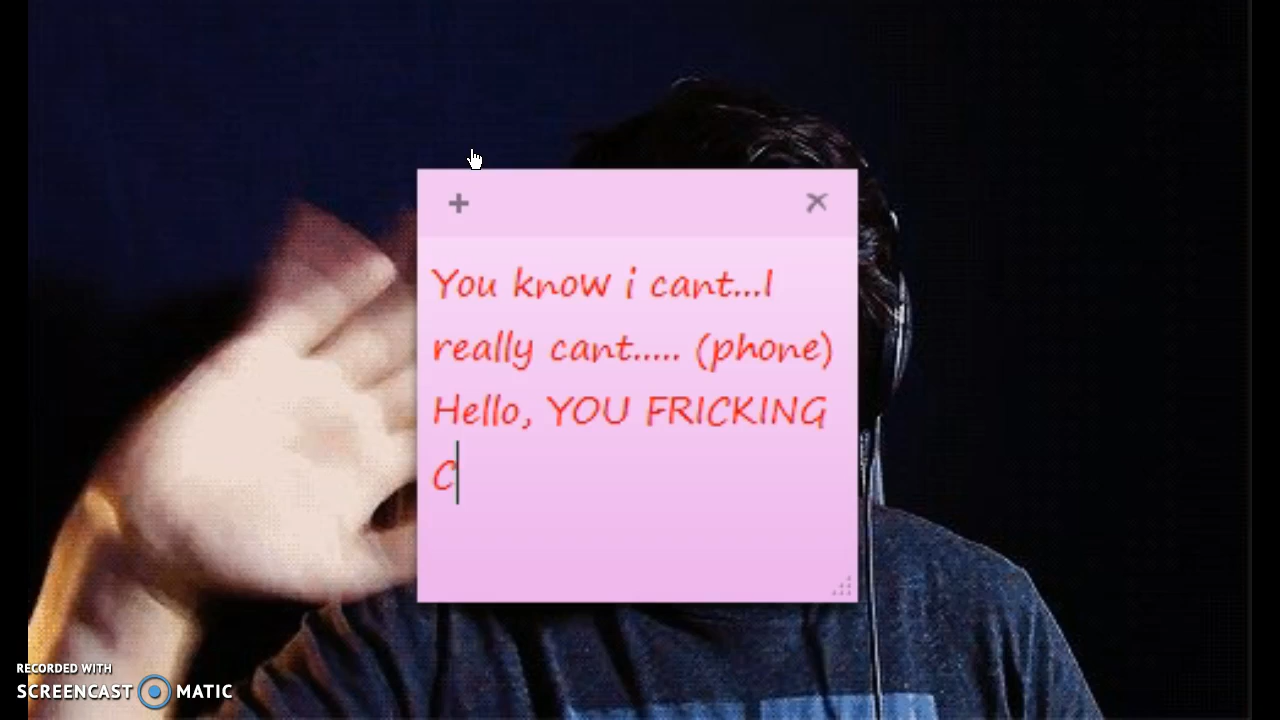 You know i cant...I
really cant..... (phone)
Hello, YOU FRICKING
C
RECORDED WITH
SCREENCAST MATIC